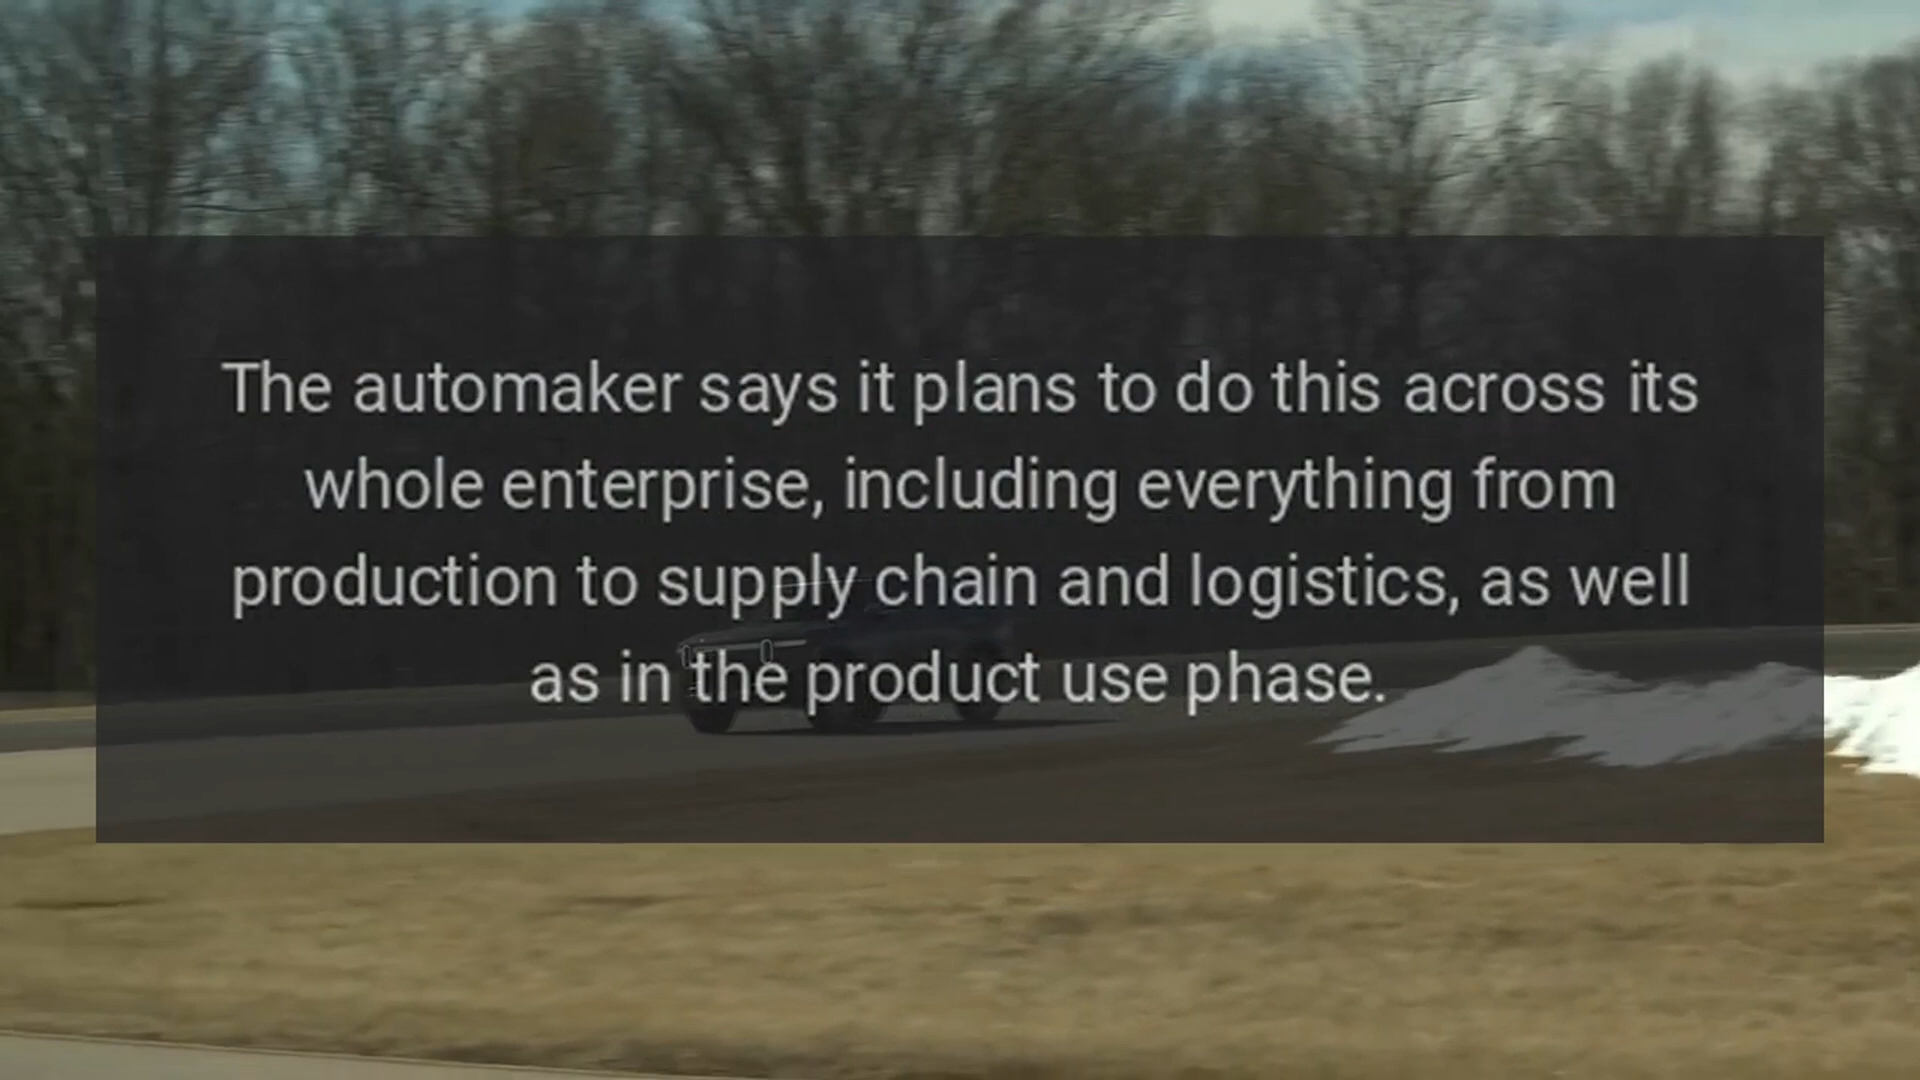 The automaker says it plans to do this across its
whole enterprise, including everything from
production to supply chain and logistics, as well
as in the product use phase.